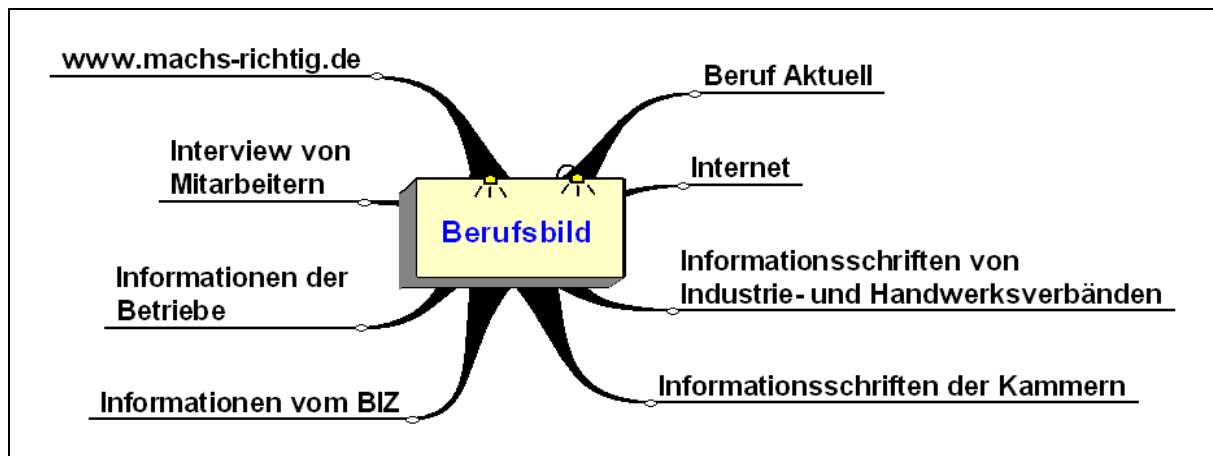 www.machs-richtig.de
Beruf Aktuell
Interview von
Mitarbeitern
Internet
Berufsbild
Informationen der
Betriebe
Informationsschriften von
Industrie- und Handwerksverbänden
Informationen vom BIZ
Informationsschriften der Kammern